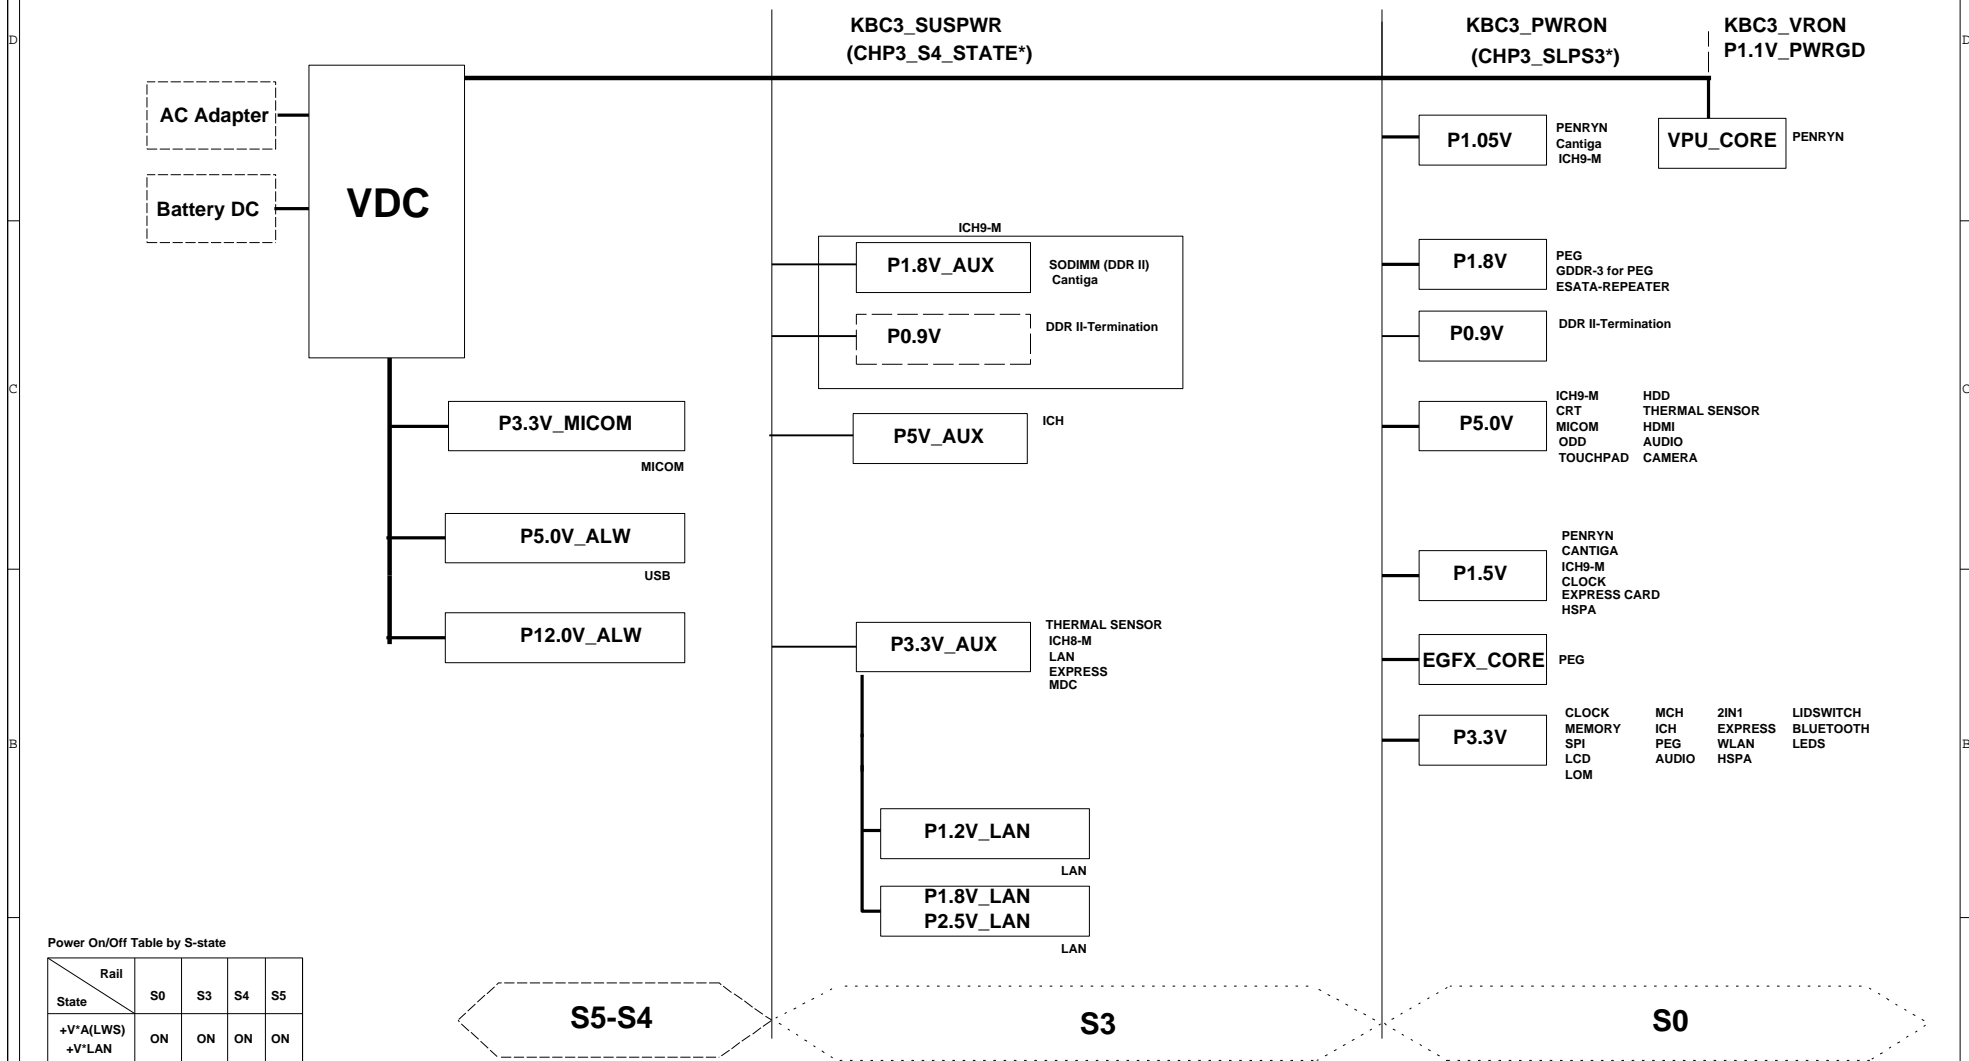 KBC3_SUSPWR
(CHP3_S4_STATE*)
KBC3_PWRON
(CHP3_SLPS3*)
KBC3_VRON
P1.1V_PWRGD
D
D
AC Adapter
Battery DC
VDC
P3.3V_MICOM
MICOM
P5.0V_ALW
USB
P12.0V_ALW
ICH9-M
P1.8V_AUX
SODIMM (DDR II)
Cantiga
P0.9V
DDR II-Termination
P5V_AUX
ICH
P3.3V_AUX
THERMAL SENSOR
ICH8-M
LAN
EXPRESS
MDC
P1.2V_LAN
LAN
P1.8V_LAN
P2.5V_LAN
LAN
P1.05V
PENRYN
Cantiga
ICH9-M
VPU_CORE
PENRYN
P1.8V
PEG
GDDR-3 for PEG
ESATA-REPEATER
P0.9V
DDR II-Termination
C
C
P5.0V
ICH9-M HDD
CRT THERMAL SENSOR
MICOM HDMI
ODD AUDIO
TOUCHPAD CAMERA
P1.5V
PENRYN
CANTIGA
ICH9-M
CLOCK
EXPRESS CARD
HSPA
EGFX_CORE
PEG
B
B
P3.3V
CLOCK MCH 2IN1 LIDSWITCH
MEMORY ICH EXPRESS BLUETOOTH
SPI PEG WLAN LEDS
LCD AUDIO HSPA
LOM
Power On/Off Table by S-state
Rail
State S0 S3 S4 S5
+V*A(LWS)
+V*LAN
ON ON ON ON
S5-S4
S3
S0